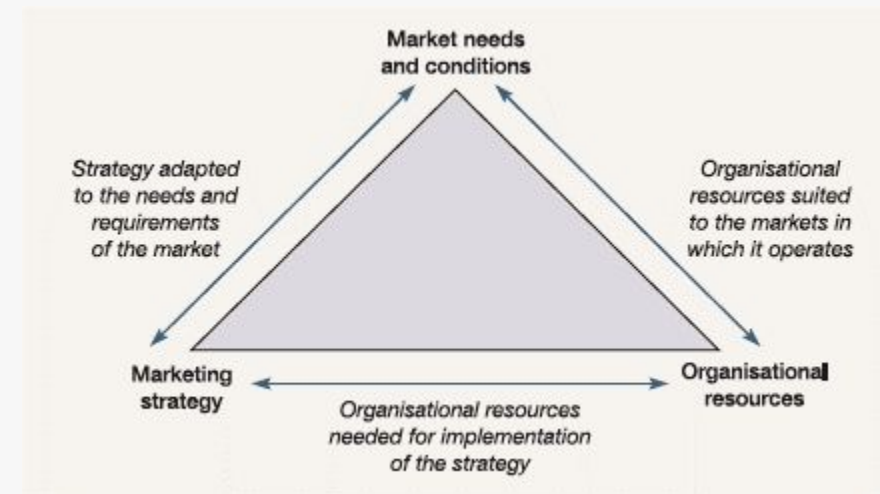 Market needs
and conditions
Strategy adapted
to the needs and
requirements
of the market
Organisational
resources suited
to the markets in
which it operates
Marketing
strategy
Organisational
resources
Organisational resources
needed for implementation
of the strategy